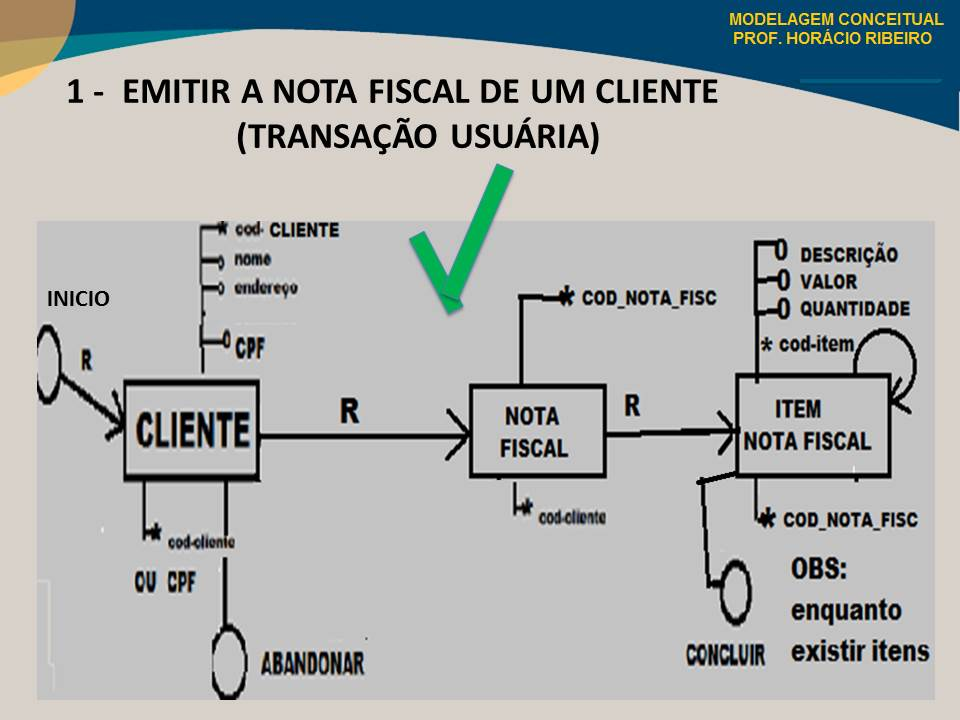 MODELAGEM CONCEITUAL
PROF. HORÁCIO RIBEIRO
1 - EMITIR A NOTA FISCAL DE UM CLIENTE
(TRANSAÇÃO USUÁRIA)
* cod- CLIENTE
nome
endereço
CPF
INICIO
R
CLIENTE
* cod-cliente
OU CPF
ABANDONAR
R
* COD_NOTA_FISC
NOTA
FISCAL
* cod-cliente
R
DESCRIÇÃO
VALOR
QUANTIDADE
* cod-item
ITEM
NOTA FISCAL
* COD_NOTA_FISC
CONCLUIR
OBS:
enquanto
existir itens